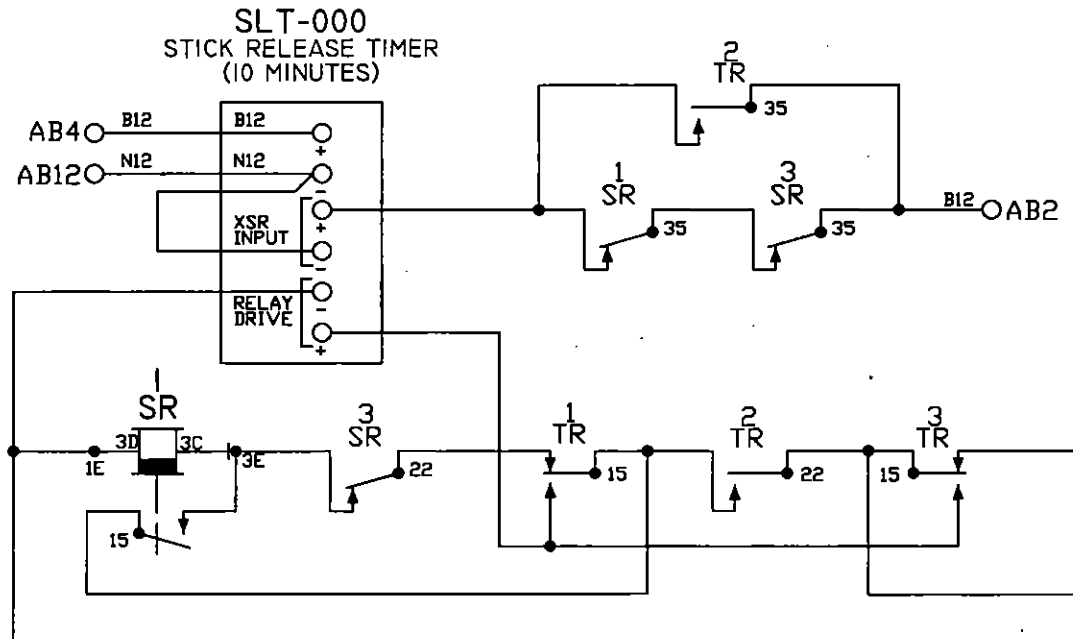 SLT-000
STICK RELEASE TIMER
(10 MINUTES)
2
TR
35
AB4 B12 B12
+
AB12 N12 N12
-
1
SR
35
3
SR
35
B12 AB2
XSR
INPUT
+
-
RELAY
DRIVE
-
+
1
SR
3D 3C
1E
3E
15
3
SR
22
1
TR
15
2
TR
22
3
TR
15